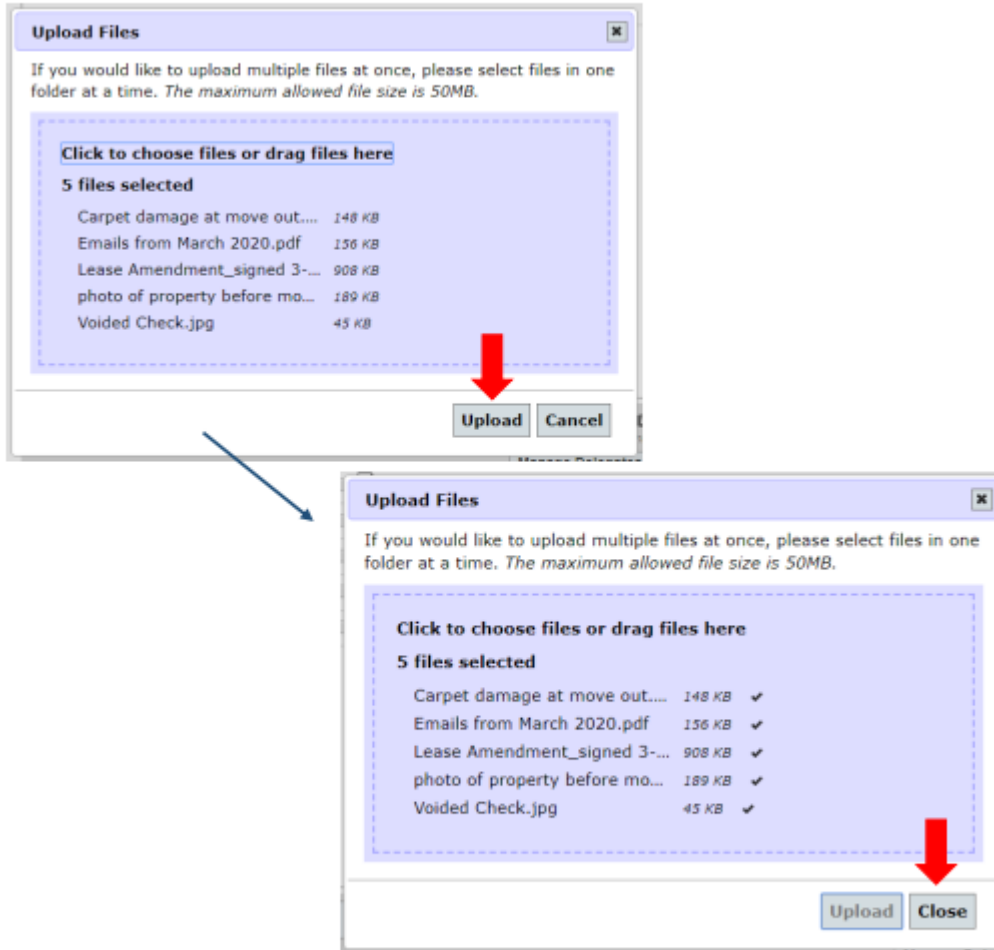 Upload Files
If you would like to upload multiple files at once, please select files in one
folder at a time. The maximum allowed file size is 50MB.
Click to choose files or drag files here
5 files selected
Carpet damage at move out.... 148 KB
Emails from March 2020.pdf 156 KB
Lease Amendment_signed 3-... 908 KB
photo of property before mo... 189 KB
Voided Check.jpg 45 KB
Upload Cancel
Upload Files
If you would like to upload multiple files at once, please select files in one
folder at a time. The maximum allowed file size is 50MB.
Click to choose files or drag files here
5 files selected
Carpet damage at move out.... 148 KB ✔
Emails from March 2020.pdf 156 KB ✔
Lease Amendment_signed 3-... 908 KB ✔
photo of property before mo... 189 KB ✔
Voided Check.jpg 45 KB ✔
Upload Close